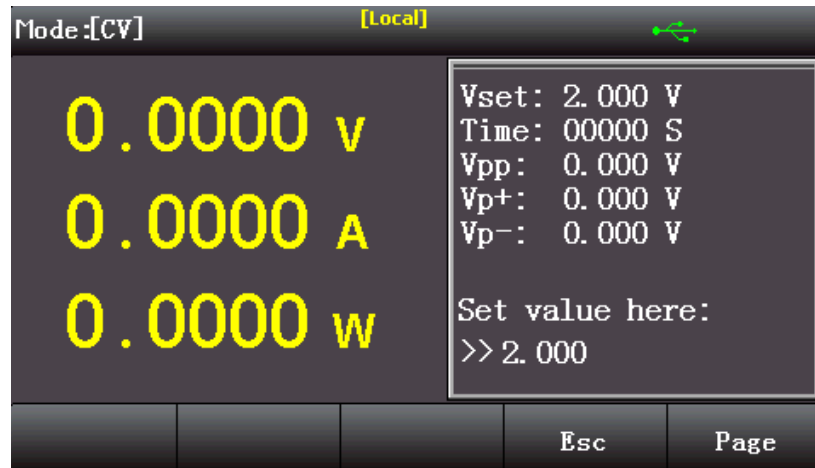 Mode:[CV] [Local]
0.0000 V
0.0000 A
0.0000 W
Vset: 2.000 V
Time: 00000 S
Vpp: 0.000 V
Vp+: 0.000 V
Vp-: 0.000 V
Set value here:
>>2.000
Esc Page